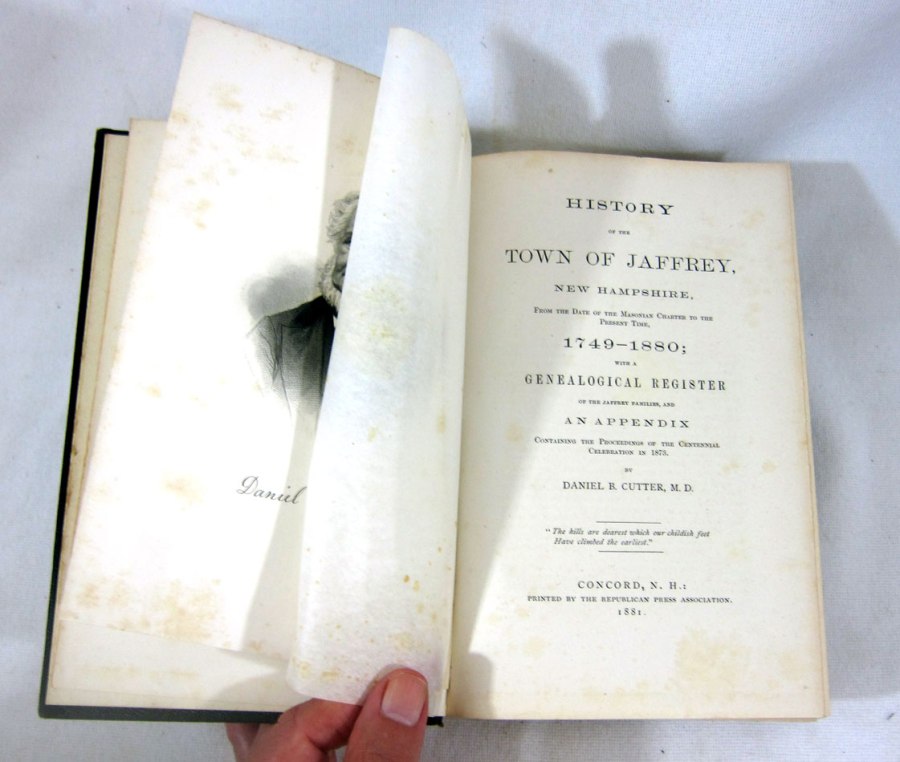 Daniel
HISTORY
OF THE
TOWN OF JAFFREY,
NEW HAMPSHIRE,
FROM THE DATE OF THE MASONIAN CHARTER TO THE
PRESENT TIME,
1749–1880;
WITH A
GENEALOGICAL REGISTER
OF THE JAFFREY FAMILIES, AND
AN APPENDIX
CONTAINING THE PROCEEDINGS OF THE CENTENNIAL
CELEBRATION IN 1873.
BY
DANIEL B. CUTTER, M. D.
"The hills are dearest which our childish feet
Have climbed the earliest."
CONCORD, N. H.:
PRINTED BY THE REPUBLICAN PRESS ASSOCIATION.
1881.